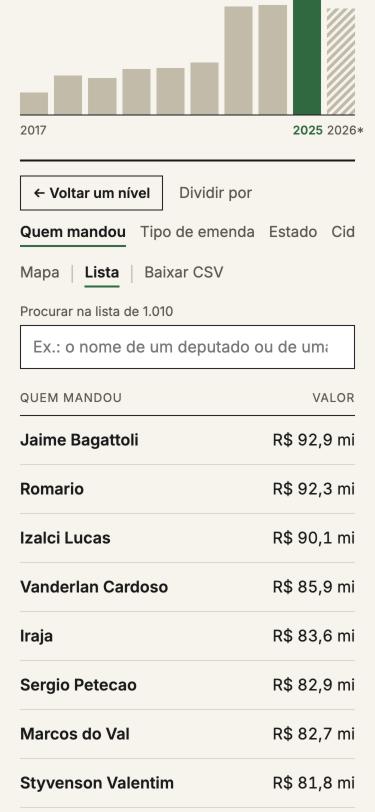 2017 2025 2026*
← Voltar um nível Dividir por
Quem mandou Tipo de emenda Estado Cid
Mapa | Lista | Baixar CSV
Procurar na lista de 1.010
Ex.: o nome de um deputado ou de uma
QUEM MANDOU VALOR
Jaime Bagattoli R$ 92,9 mi
Romario R$ 92,3 mi
Izalci Lucas R$ 90,1 mi
Vanderlan Cardoso R$ 85,9 mi
Iraja R$ 83,6 mi
Sergio Petecao R$ 82,9 mi
Marcos do Val R$ 82,7 mi
Styvenson Valentim R$ 81,8 mi